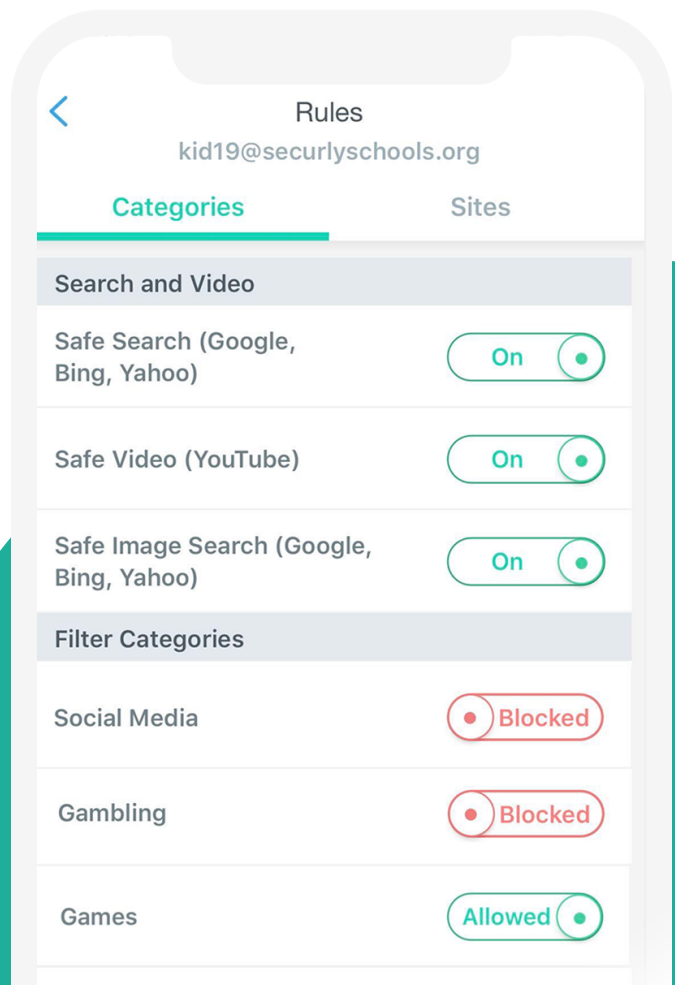 Rules
kid19@securlyschools.org
Categories
Sites
Search and Video
Safe Search (Google,
Bing, Yahoo)
On
Safe Video (YouTube)
On
Safe Image Search (Google,
Bing, Yahoo)
On
Filter Categories
Social Media
Blocked
Gambling
Blocked
Games
Allowed